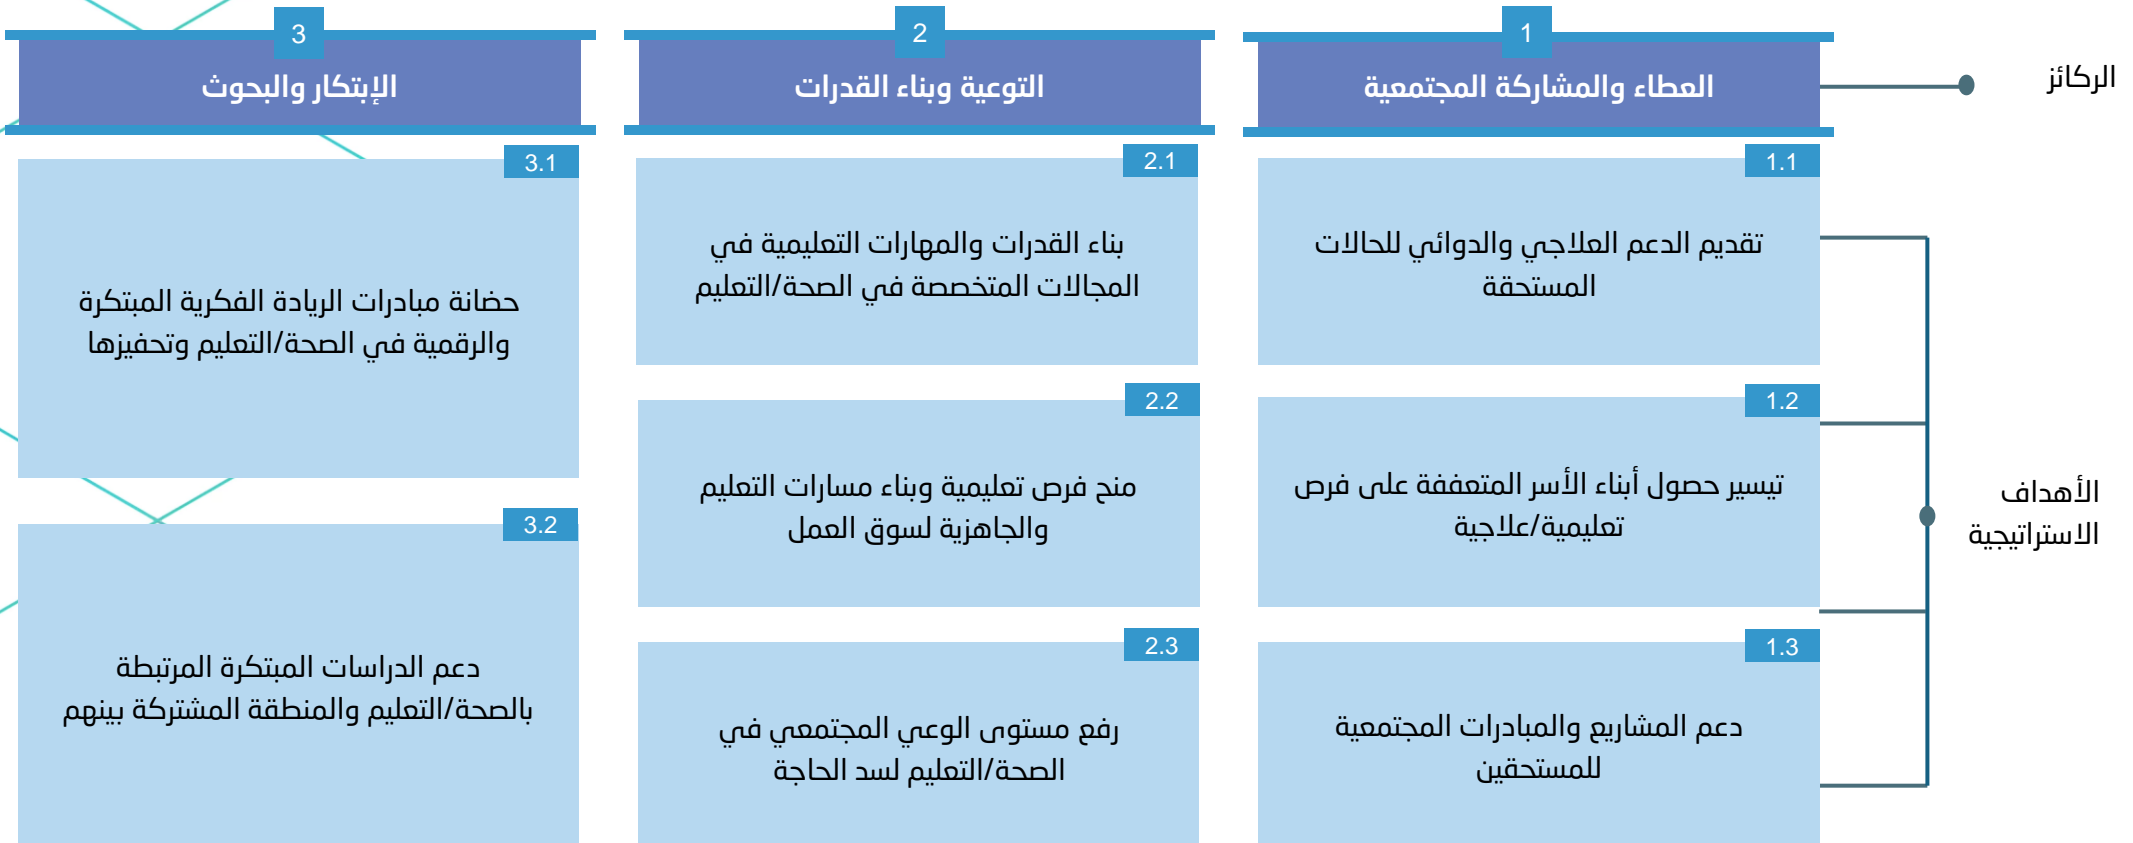 الركائز
1
العطاء والمشاركة المجتمعية
2
التوعية وبناء القدرات
3
الإبتكار والبحوث
الأهداف
الاستراتيجية
1.1
تقديم الدعم العلاجي والدوائي للحالات
المستحقة
1.2
تيسير حصول أبناء الأسر المتعففة على فرص
تعليمية/علاجية
1.3
دعم المشاريع والمبادرات المجتمعية
للمستحقين
2.1
بناء القدرات والمهارات التعليمية في
المجالات المتخصصة في الصحة/التعليم
2.2
منح فرص تعليمية وبناء مسارات التعليم
والجاهزية لسوق العمل
2.3
رفع مستوى الوعي المجتمعي في
الصحة/التعليم لسد الحاجة
3.1
حضانة مبادرات الريادة الفكرية المبتكرة
والرقمية في الصحة/التعليم وتحفيزها
3.2
دعم الدراسات المبتكرة المرتبطة
بالصحة/التعليم والمنطقة المشتركة بينهم